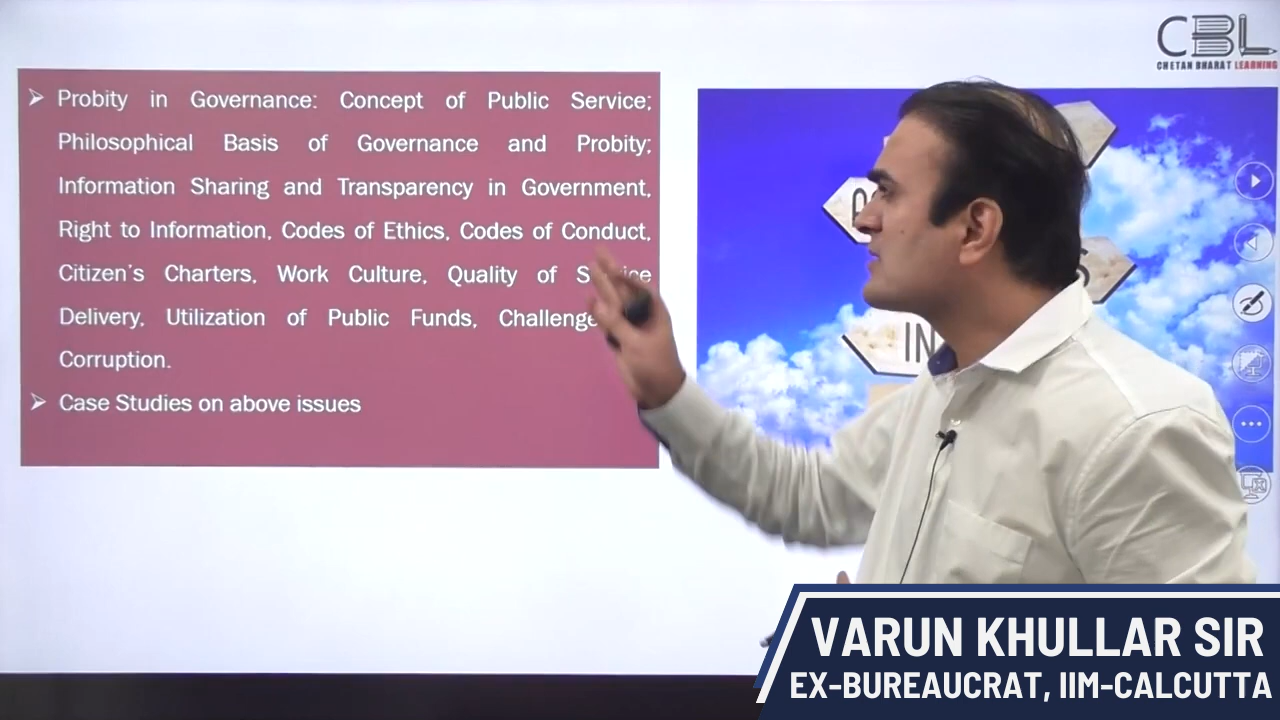 CBL
CHETAN BHARAT LEARNING
➢ Probity in Governance: Concept of Public Service;
Philosophical Basis of Governance and Probity;
Information Sharing and Transparency in Government,
Right to Information, Codes of Ethics, Codes of Conduct,
Citizen's Charters, Work Culture, Quality of
Delivery, Utilization of Public Funds,
Corruption.
➢ Case Studies on above issues
VARUN KHULLAR SIR
EX-BUREAUCRAT, IIM-CALCUTTA